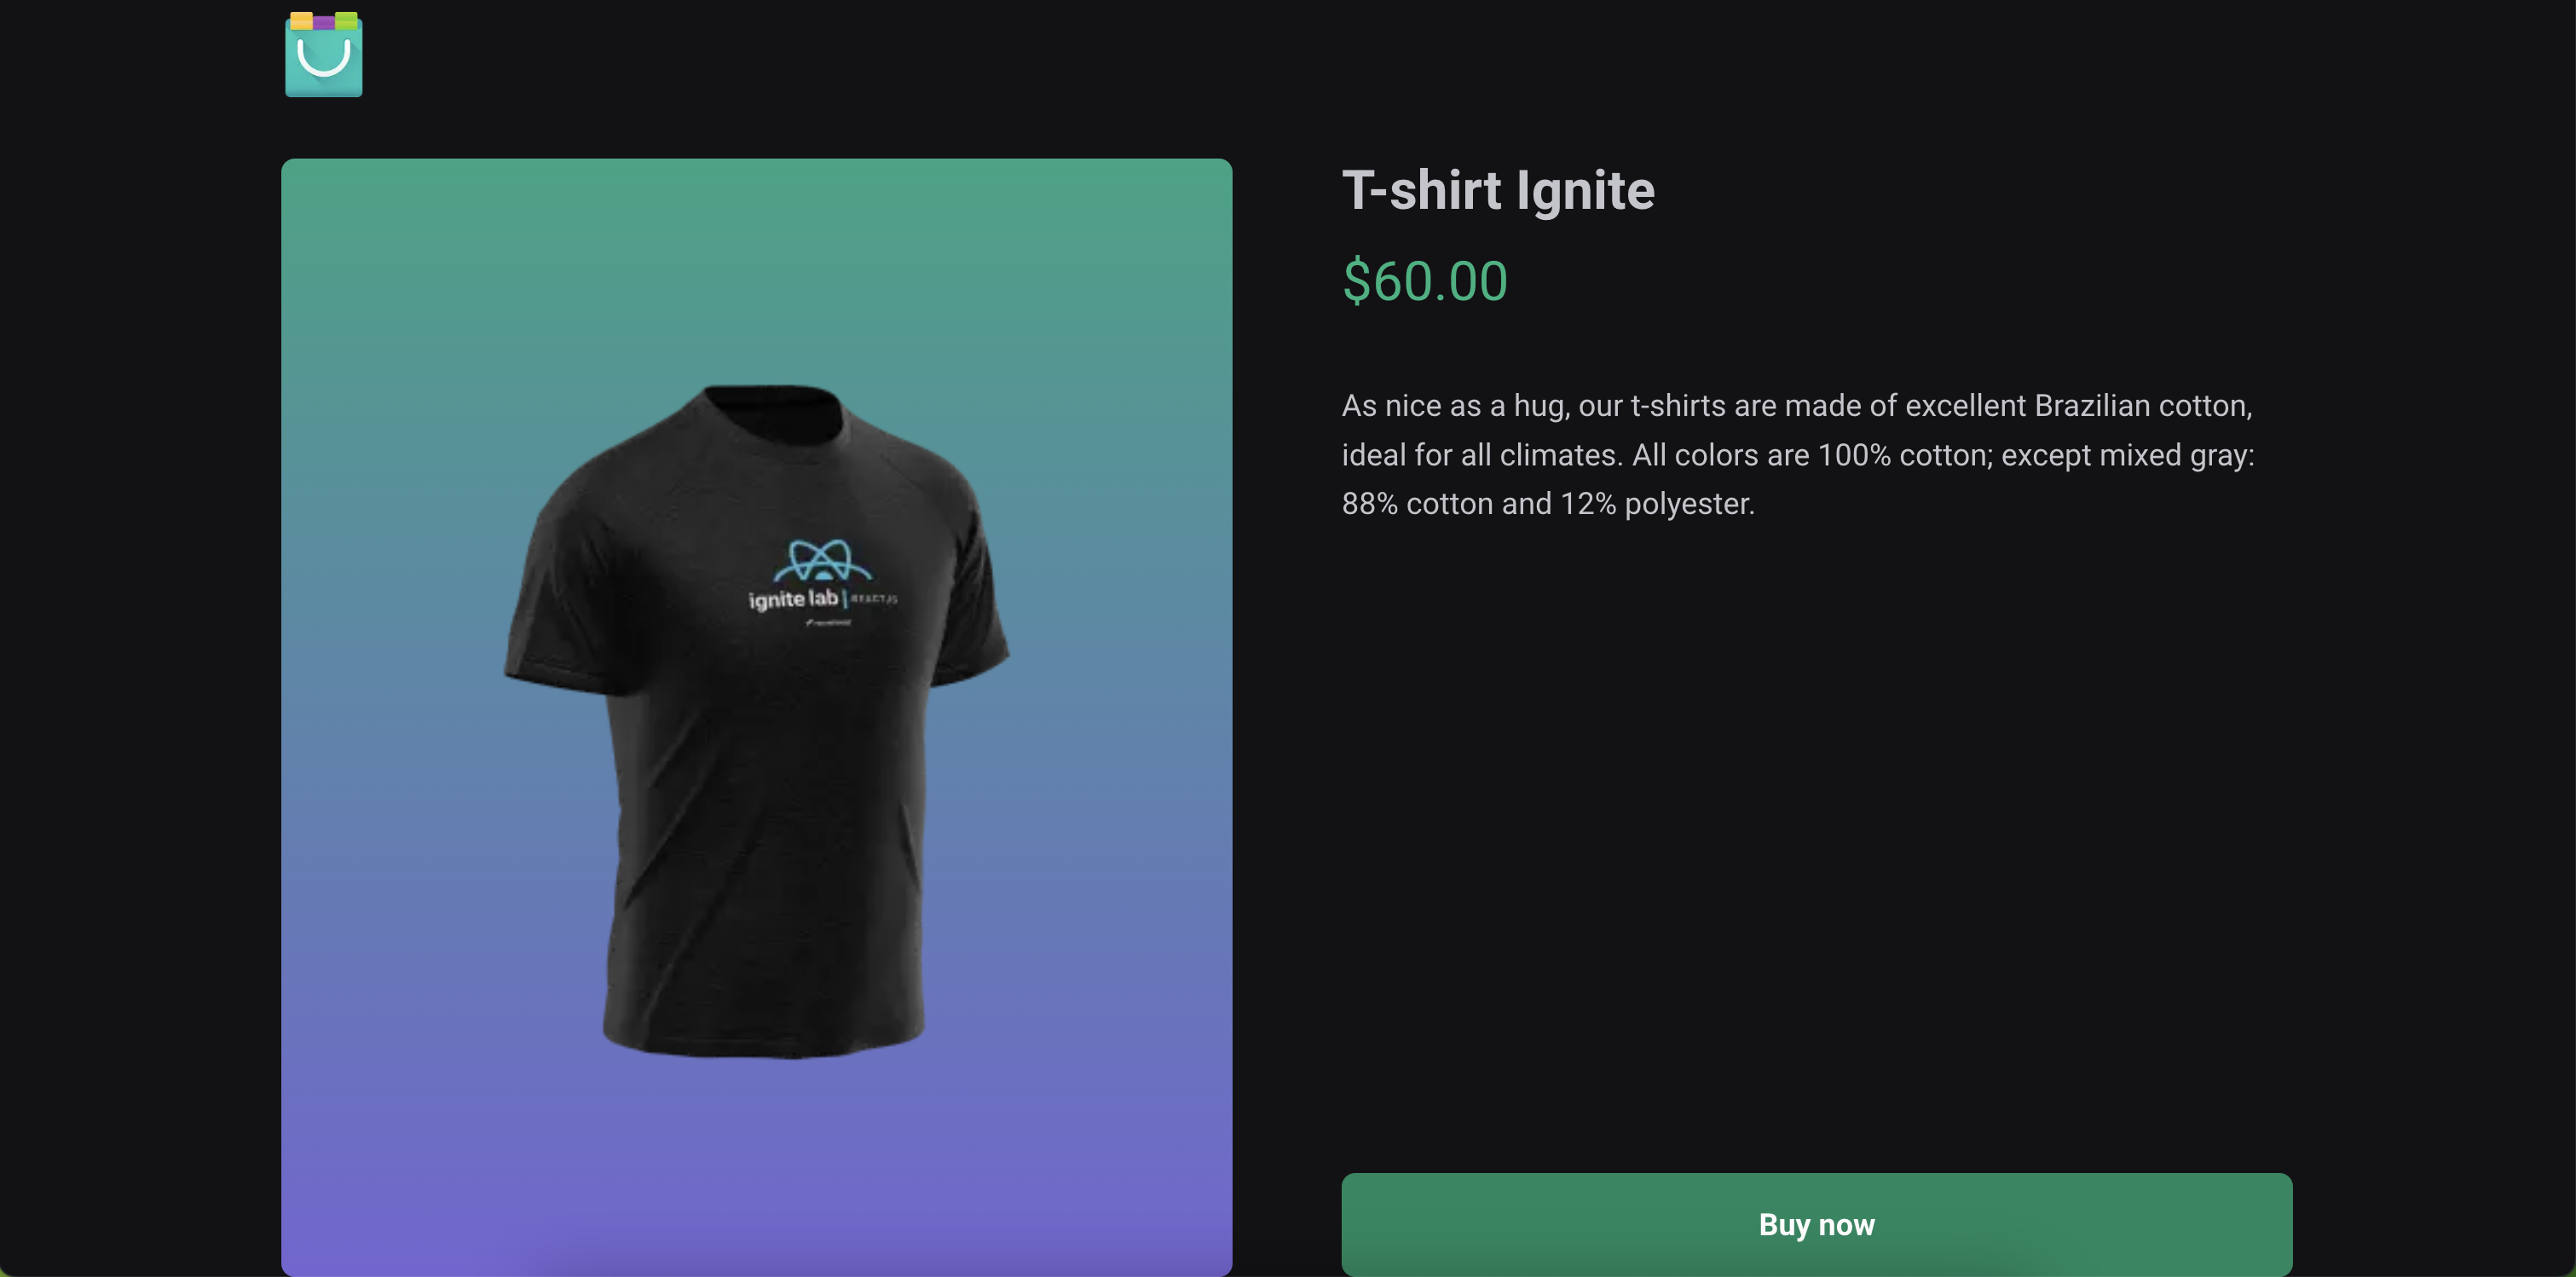 T-shirt Ignite
$60.00
As nice as a hug, our t-shirts are made of excellent Brazilian cotton,
ideal for all climates. All colors are 100% cotton; except mixed gray:
88% cotton and 12% polyester.
ignite lab | REACTJS
Buy now